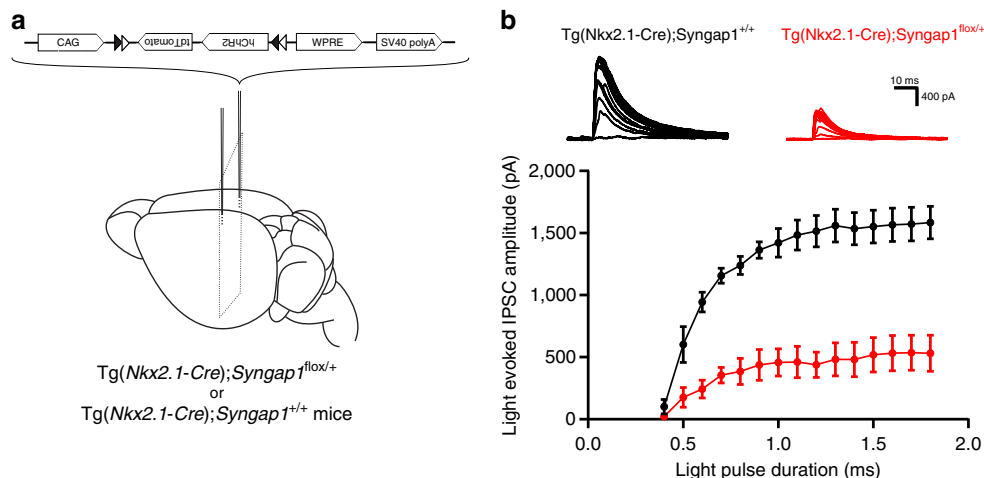 a
CAG
tdTomato
hChR2
WPRE
SV40 polyA
Tg(Nkx2.1-Cre);Syngap1flox/+
or
Tg(Nkx2.1-Cre);Syngap1+/+ mice
b
Tg(Nkx2.1-Cre);Syngap1+/+
Tg(Nkx2.1-Cre);Syngap1flox/+
10 ms
400 pA
Light evoked IPSC amplitude (pA)
2,000
1,500
1,000
500
0
0.0
0.5
1.0
1.5
2.0
Light pulse duration (ms)